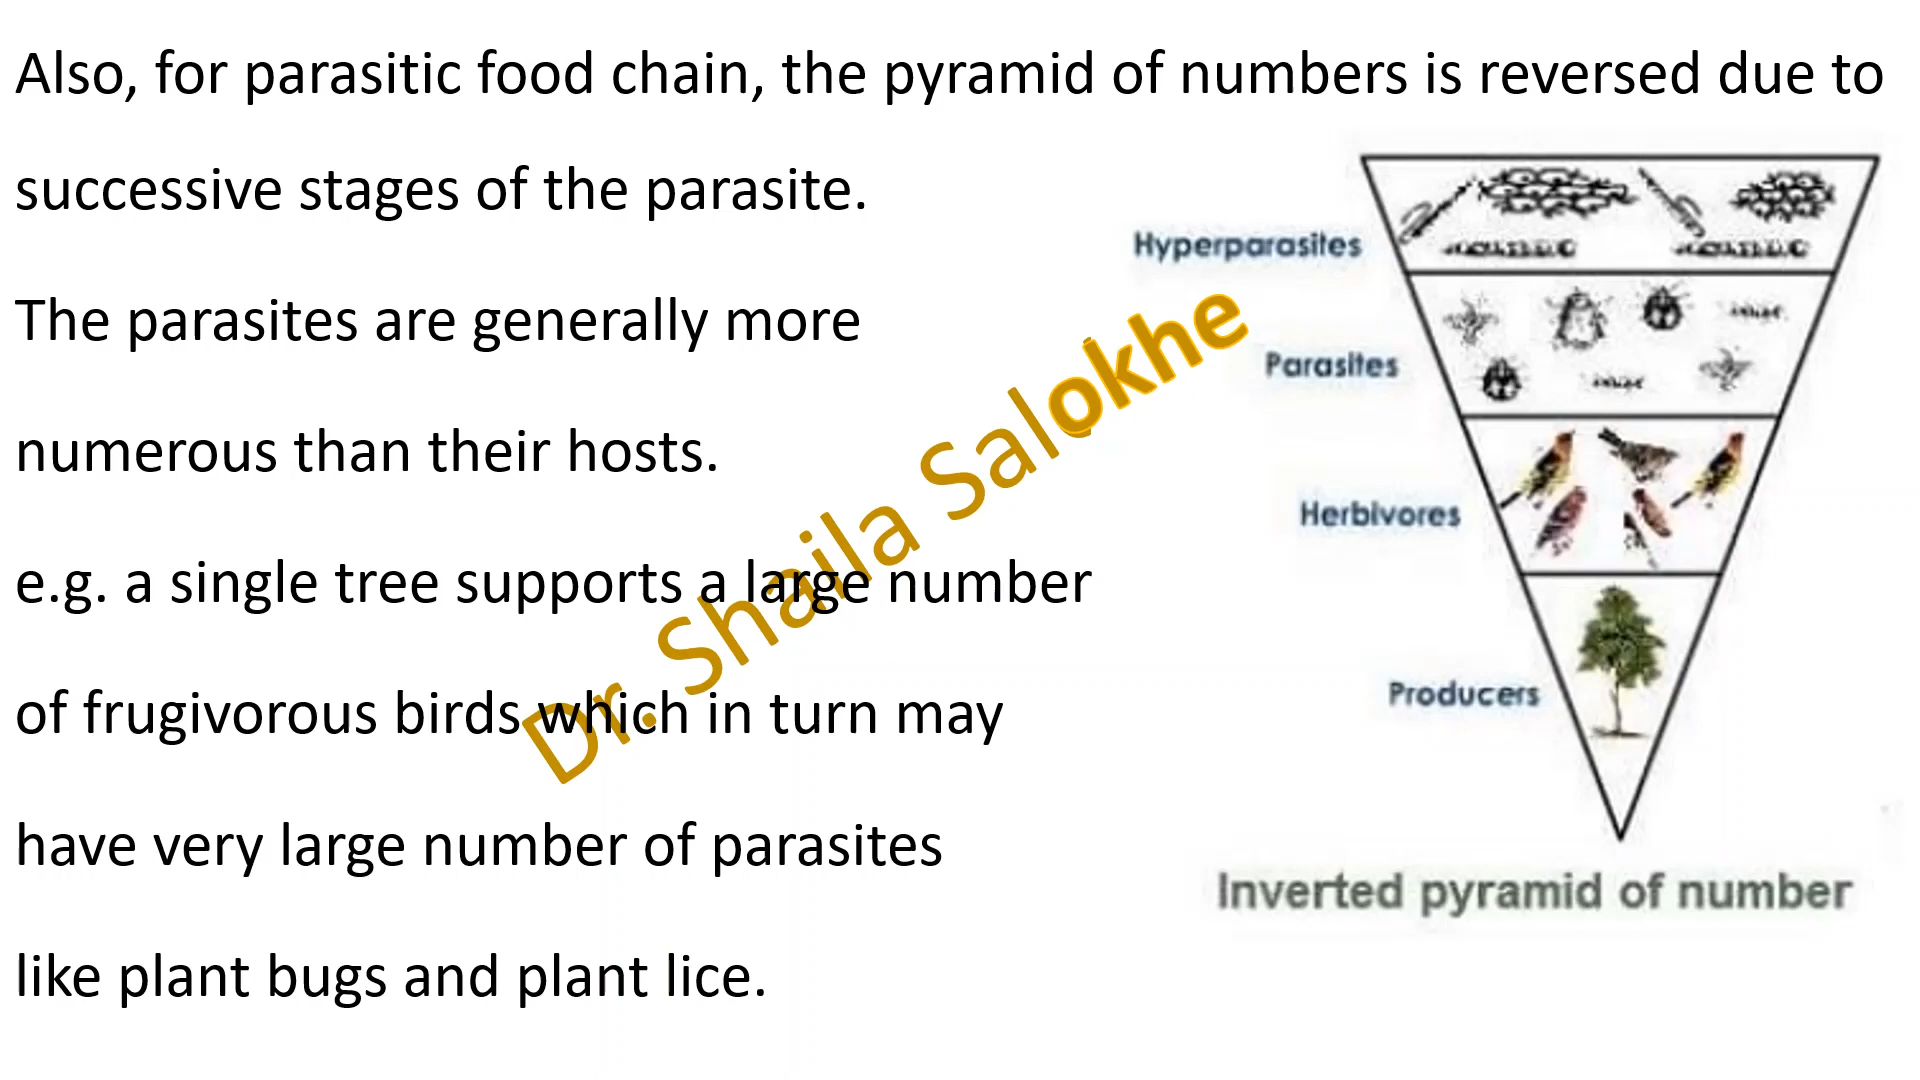 Also, for parasitic food chain, the pyramid of numbers is reversed due to
successive stages of the parasite.
The parasites are generally more
numerous than their hosts.
e.g. a single tree supports a large number
of frugivorous birds which in turn may
have very large number of parasites
like plant bugs and plant lice.
Dr. Shaila Salokhe
Hyperparasites
Parasites
Herbivores
Producers
Inverted pyramid of number